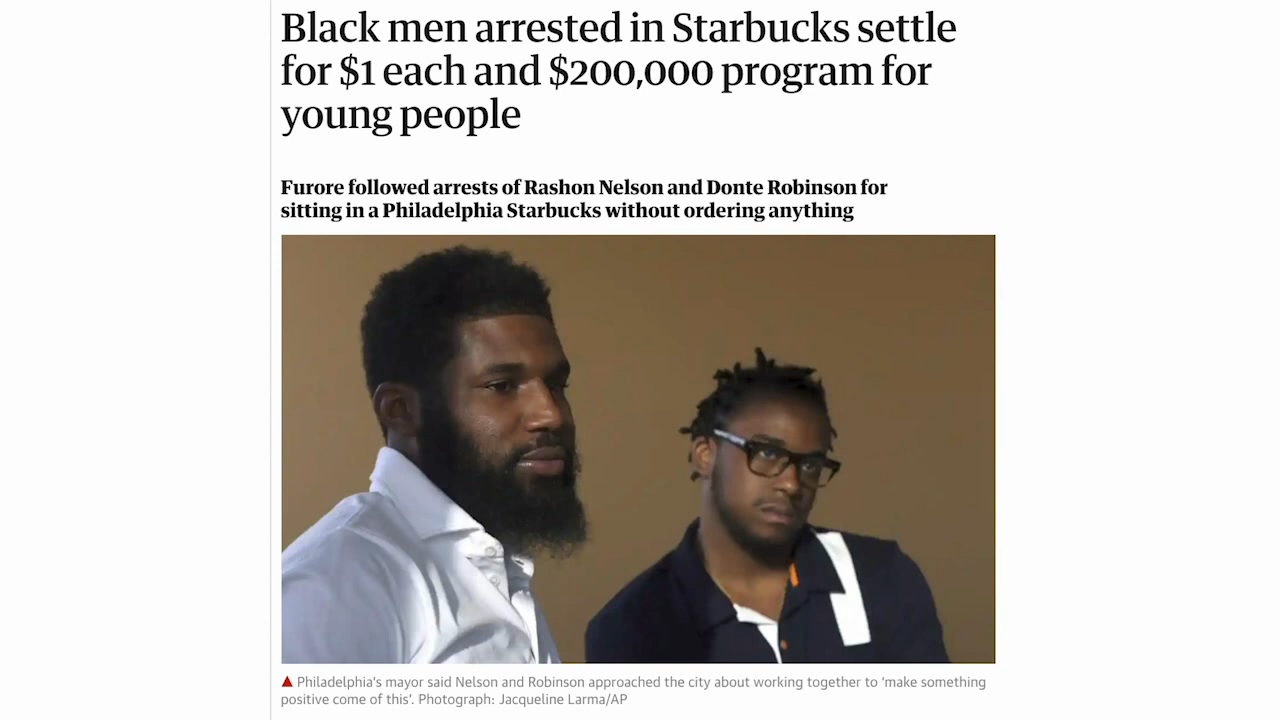 Black men arrested in Starbucks settle
for $1 each and $200,000 program for
young people
Furore followed arrests of Rashon Nelson and Donte Robinson for
sitting in a Philadelphia Starbucks without ordering anything
▲ Philadelphia's mayor said Nelson and Robinson approached the city about working together to ‘make something
positive come of this’. Photograph: Jacqueline Larma/AP